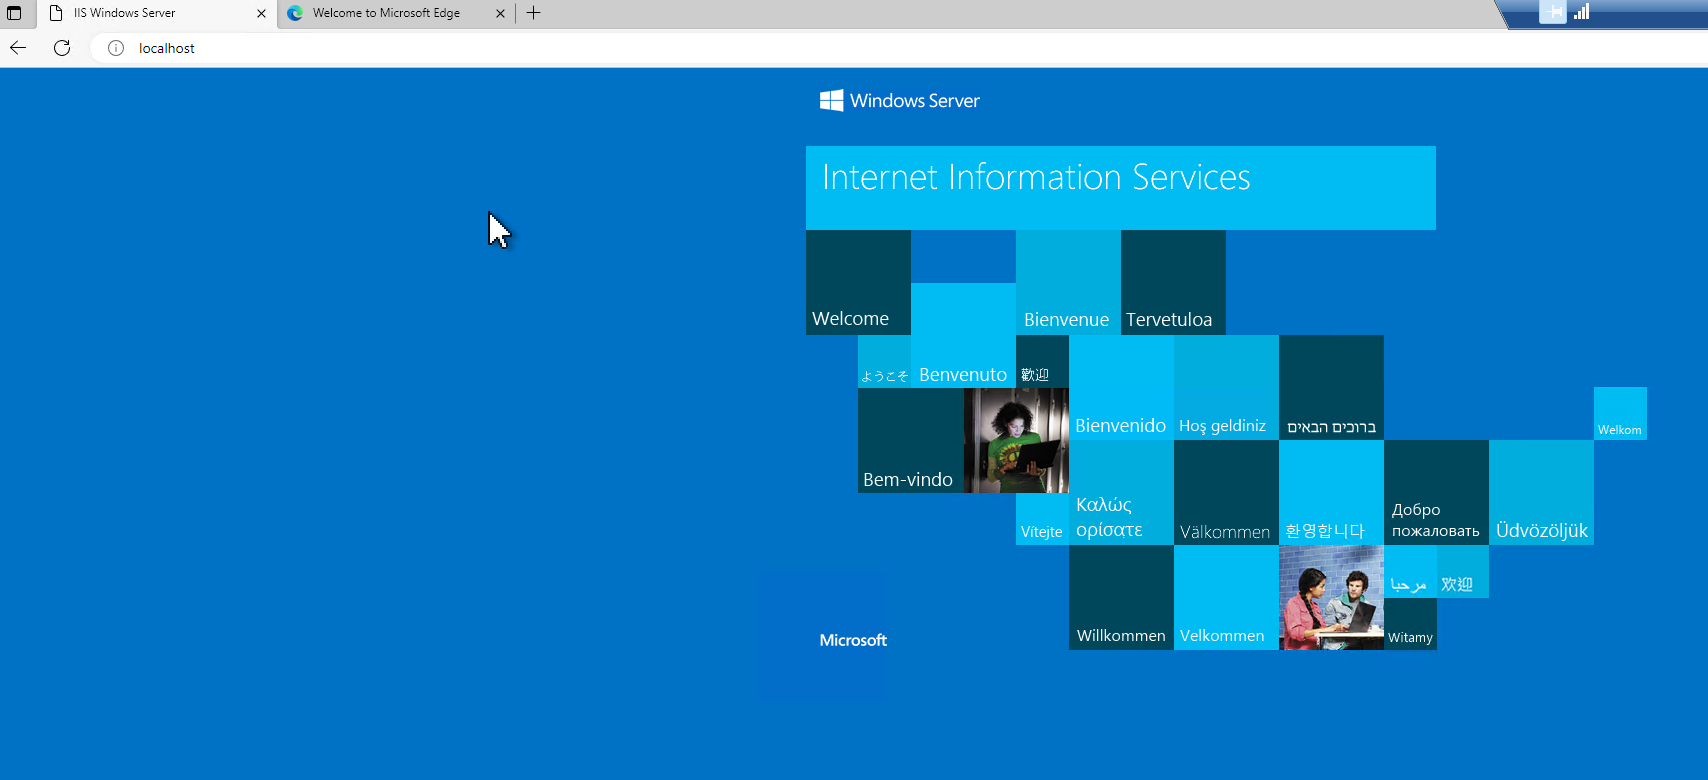 IIS Windows Server
Welcome to Microsoft Edge
localhost
Windows Server
Internet Information Services
Welcome
Bienvenue
Tervetuloa
ようこそ
Benvenuto
歡迎
Bienvenido
Hoş geldiniz
ברוכים הבאים
Welkom
Bem-vindo
Vítejte
Καλώς
ορίσατε
Välkommen
환영합니다
Добро
пожаловать
Üdvözöljük
مرحبا
欢迎
Microsoft
Willkommen
Velkommen
Witamy